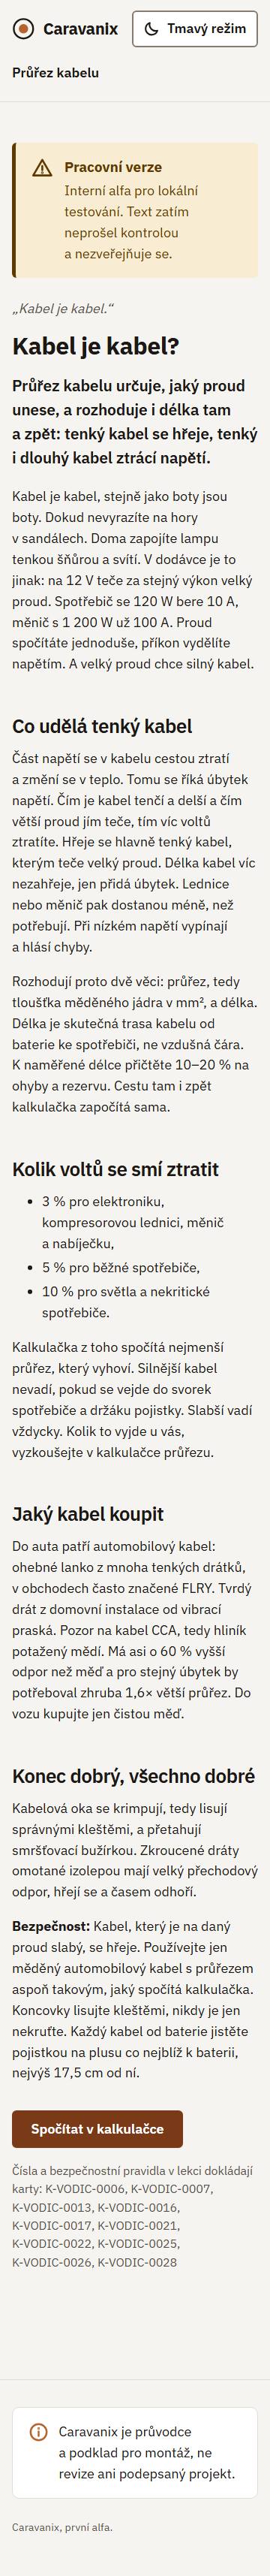 Caravanix
Tmavý režim
Průřez kabelu
Pracovní verze
Interní alfa pro lokální
testování. Text zatím
neprošel kontrolou
a nezveřejňuje se.
„Kabel je kabel.“
Kabel je kabel?
Průřez kabelu určuje, jaký proud
unese, a rozhoduje i délka tam
a zpět: tenký kabel se hřeje, tenký
i dlouhý kabel ztrácí napětí.
Kabel je kabel, stejně jako boty jsou
boty. Dokud nevyrazíte na hory
v sandálech. Doma zapojíte lampu
tenkou šňůrou a svítí. V dodávce je to
jinak: na 12 V teče za stejný výkon velký
proud. Spotřebič se 120 W bere 10 A,
měnič s 1 200 W už 100 A. Proud
spočítáte jednoduše, příkon vydělíte
napětím. A velký proud chce silný kabel.
Co udělá tenký kabel
Část napětí se v kabelu cestou ztratí
a změní se v teplo. Tomu se říká úbytek
napětí. Čím je kabel tenčí a delší a čím
větší proud jím teče, tím víc voltů
ztratíte. Hřeje se hlavně tenký kabel,
kterým teče velký proud. Délka kabel víc
nezahřeje, jen přidá úbytek. Lednice
nebo měnič pak dostanou méně, než
potřebují. Při nízkém napětí vypínají
a hlásí chyby.
Rozhodují proto dvě věci: průřez, tedy
tloušťka měděného jádra v mm², a délka.
Délka je skutečná trasa kabelu od
baterie ke spotřebiči, ne vzdušná čára.
K naměřené délce přičtěte 10–20 % na
ohyby a rezervu. Cestu tam i zpět
kalkulačka započítá sama.
Kolik voltů se smí ztratit
• 3 % pro elektroniku,
kompresorovou lednici, měnič
a nabíječku,
• 5 % pro běžné spotřebiče,
• 10 % pro světla a nekritické
spotřebiče.
Kalkulačka z toho spočítá nejmenší
průřez, který vyhoví. Silnější kabel
nevadí, pokud se vejde do svorek
spotřebiče a držáku pojistky. Slabší vadí
vždycky. Kolik to vyjde u vás,
vyzkoušejte v kalkulačce průřezu.
Jaký kabel koupit
Do auta patří automobilový kabel:
ohebné lanko z mnoha tenkých drátků,
v obchodech často značené FLRY. Tvrdý
drát z domovní instalace od vibrací
praská. Pozor na kabel CCA, tedy hliník
potažený mědí. Má asi o 60 % vyšší
odpor než měď a pro stejný úbytek by
potřeboval zhruba 1,6× větší průřez. Do
vozu kupujte jen čistou měď.
Konec dobrý, všechno dobré
Kabelová oka se krimpují, tedy lisují
správnými kleštěmi, a přetahují
smršťovací bužírkou. Zkroucené dráty
omotané izolepou mají velký přechodový
odpor, hřejí se a časem odhoří.
Bezpečnost: Kabel, který je na daný
proud slabý, se hřeje. Používejte jen
měděný automobilový kabel s průřezem
aspoň takovým, jaký spočítá kalkulačka.
Koncovky lisujte kleštěmi, nikdy je jen
nekruťte. Každý kabel od baterie jistěte
pojistkou na plusu co nejblíž k baterii,
nejvýš 17,5 cm od ní.
Spočítat v kalkulačce
Čísla a bezpečnostní pravidla v lekci dokládají
karty: K-VODIC-0006, K-VODIC-0007,
K-VODIC-0013, K-VODIC-0016,
K-VODIC-0017, K-VODIC-0021,
K-VODIC-0022, K-VODIC-0025,
K-VODIC-0026, K-VODIC-0028
Caravanix je průvodce
a podklad pro montáž, ne
revize ani podepsaný projekt.
Caravanix, první alfa.